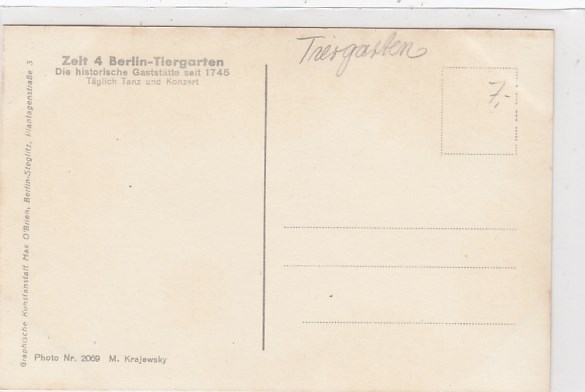 Zelt 4 Berlin-Tiergarten
Die historische Gaststätte seit 1745
Täglich Tanz und Konzert
Tiergarten
7,-
Graphische Kunstanstalt Max O'Brien, Berlin-Steglitz, Plantagenstraße 3
Photo Nr. 2069 M. Krajewsky